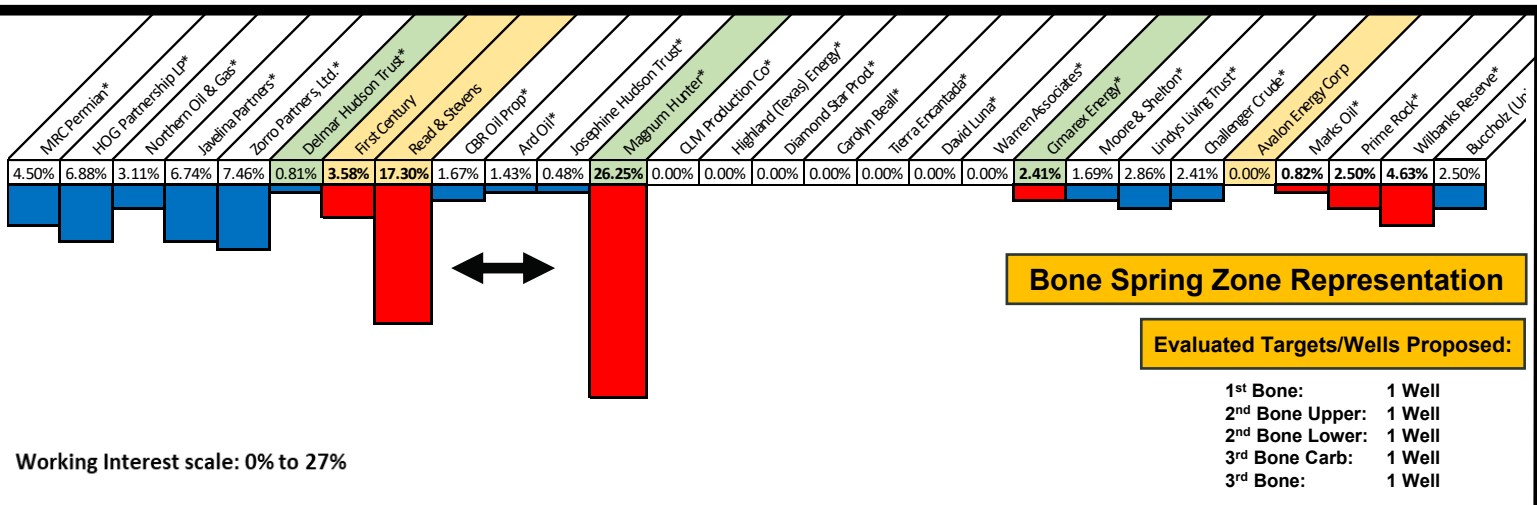 MRC Permian*
HOG Partnership LP*
Northern Oil & Gas*
Javelina Partners*
Zorro Partners, Ltd.*
Delmar Hudson Trust*
First Century
Read & Stevens
CBR Oil Prop*
Ard Oil*
Josephine Hudson Trust*
Magnum Hunter*
CLM Production Co*
Highland (Texas) Energy*
Diamond Star Prod.*
Carolyn Beall*
Tierra Encantada*
David Luna*
Warren Associates*
Cimarex Energy*
Moore & Shelton*
Lindys Living Trust*
Challenger Crude*
Avalon Energy Corp
Marks Oil*
Prime Rock*
Wilbanks Reserve*
Buccholz (Un
4.50% 6.88% 3.11% 6.74% 7.46% 0.81% 3.58% 17.30% 1.67% 1.43% 0.48% 26.25% 0.00% 0.00% 0.00% 0.00% 0.00% 0.00% 0.00% 2.41% 1.69% 2.86% 2.41% 0.00% 0.82% 2.50% 4.63% 2.50%
Bone Spring Zone Representation
Evaluated Targets/Wells Proposed:
1st Bone: 1 Well
2nd Bone Upper: 1 Well
2nd Bone Lower: 1 Well
3rd Bone Carb: 1 Well
3rd Bone: 1 Well
Working Interest scale: 0% to 27%